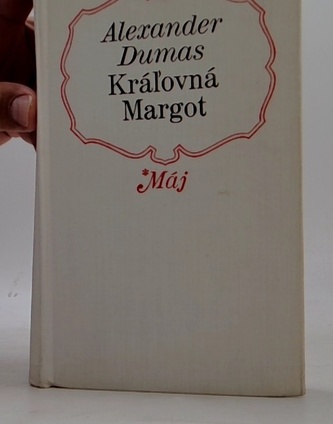 Alexander
Dumas
Kráľovná
Margot
*Máj